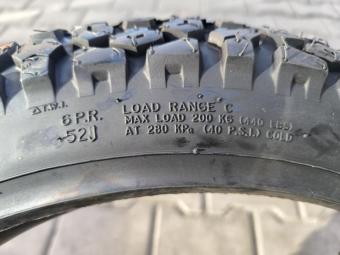 △T.W.I.
6 P.R.
-52J
LOAD RANGE C
MAX LOAD 200 KG (440 LBS)
AT 280 KPa (40 P.S.I.) COLD